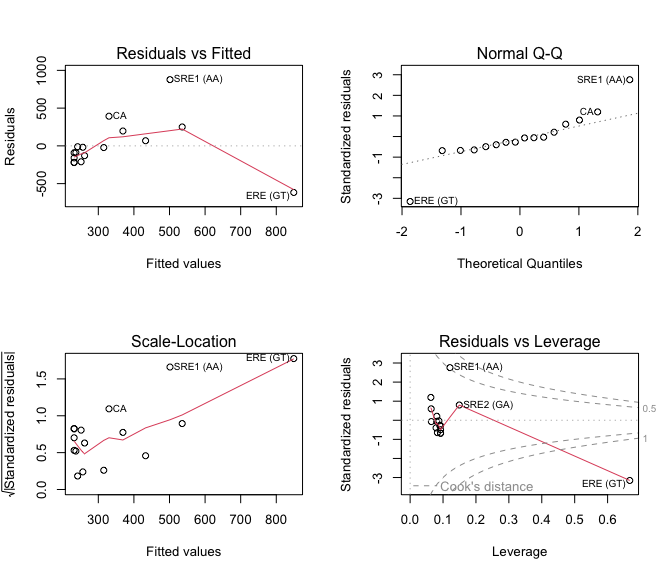 Residuals vs Fitted
Residuals
-500 0 500 1000
SRE1 (AA)
CA
ERE (GT)
300 400 500 600 700 800
Fitted values
Normal Q-Q
Standardized residuals
-3 -1 1 2 3
SRE1 (AA)
CA
ERE (GT)
-2 -1 0 1 2
Theoretical Quantiles
Scale-Location
√|Standardized residuals|
0.0 0.5 1.0 1.5
ERE (GT)
SRE1 (AA)
CA
300 400 500 600 700 800
Fitted values
Residuals vs Leverage
Standardized residuals
-3 -1 1 2 3
SRE1 (AA)
SRE2 (GA)
0.5
1
ERE (GT)
Cook's distance
0.0 0.1 0.2 0.3 0.4 0.5 0.6
Leverage